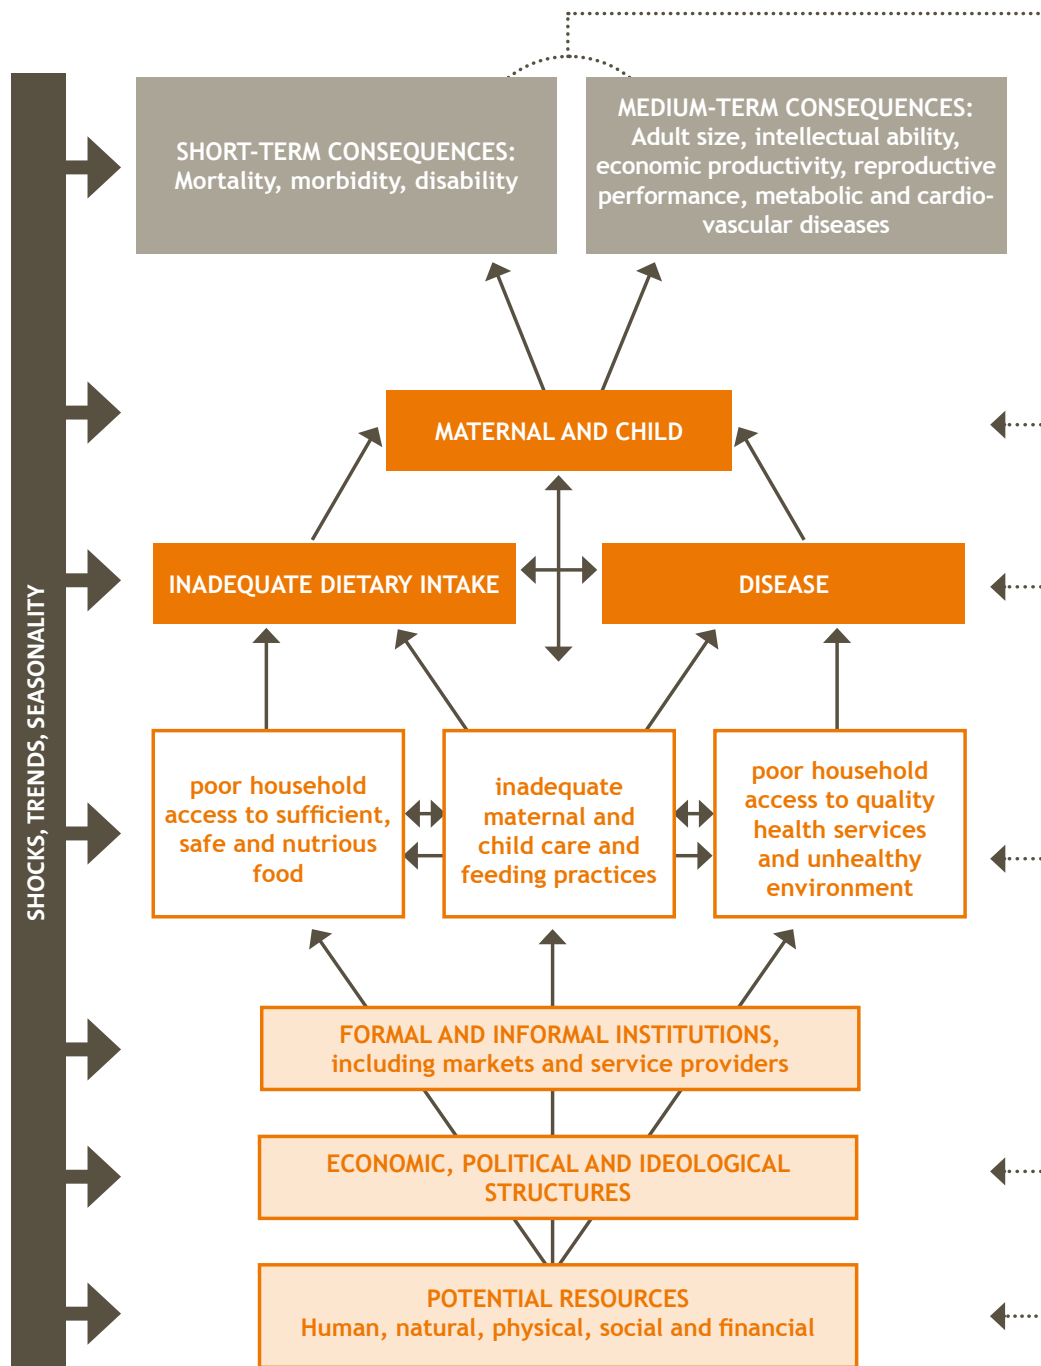 SHOCKS, TRENDS, SEASONALITY
SHORT-TERM CONSEQUENCES:
Mortality, morbidity, disability
MEDIUM-TERM CONSEQUENCES:
Adult size, intellectual ability,
economic productivity, reproductive
performance, metabolic and cardio-
vascular diseases
MATERNAL AND CHILD
INADEQUATE DIETARY INTAKE
DISEASE
poor household
access to sufficient,
safe and nutrious
food
inadequate
maternal and
child care and
feeding practices
poor household
access to quality
health services
and unhealthy
environment
FORMAL AND INFORMAL INSTITUTIONS,
including markets and service providers
ECONOMIC, POLITICAL AND IDEOLOGICAL
STRUCTURES
POTENTIAL RESOURCES
Human, natural, physical, social and financial